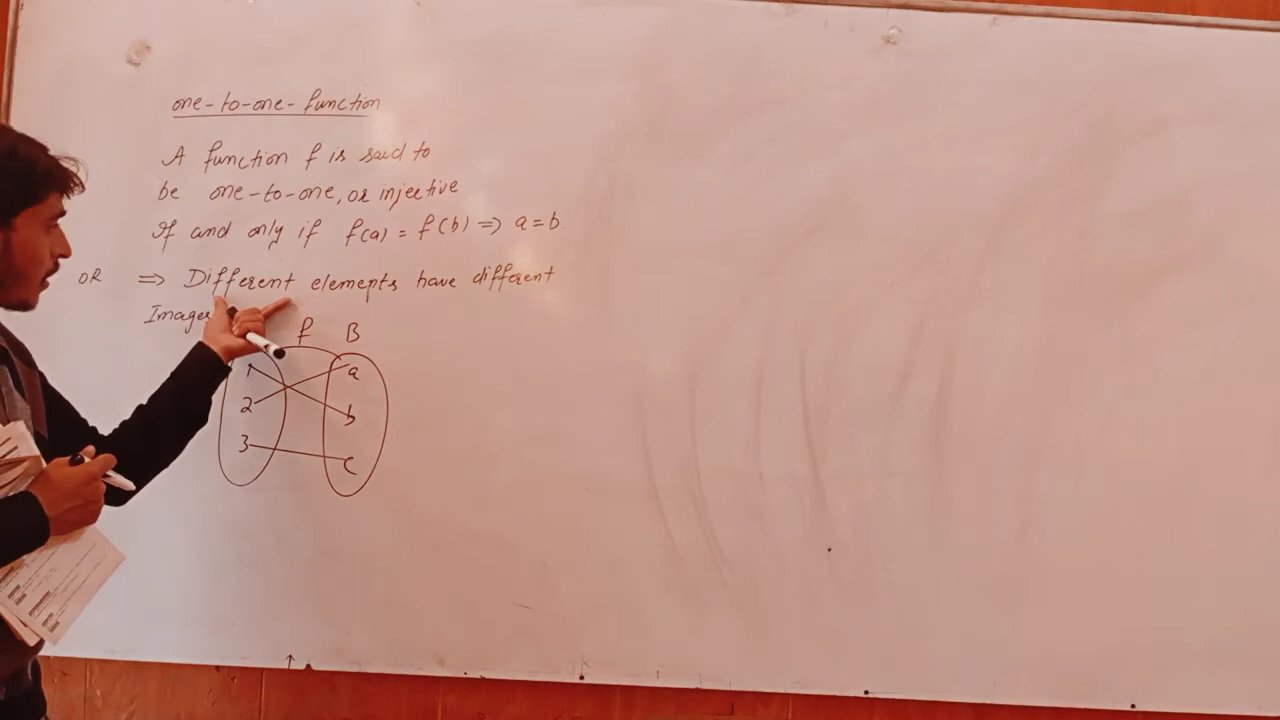 one-to-one-function
A function f is said to
be one-to-one, or injective
If and only if f(a) = f(b) => a=b.
OR => Different elements have different
Images
f B
1 a
2 b
3 c